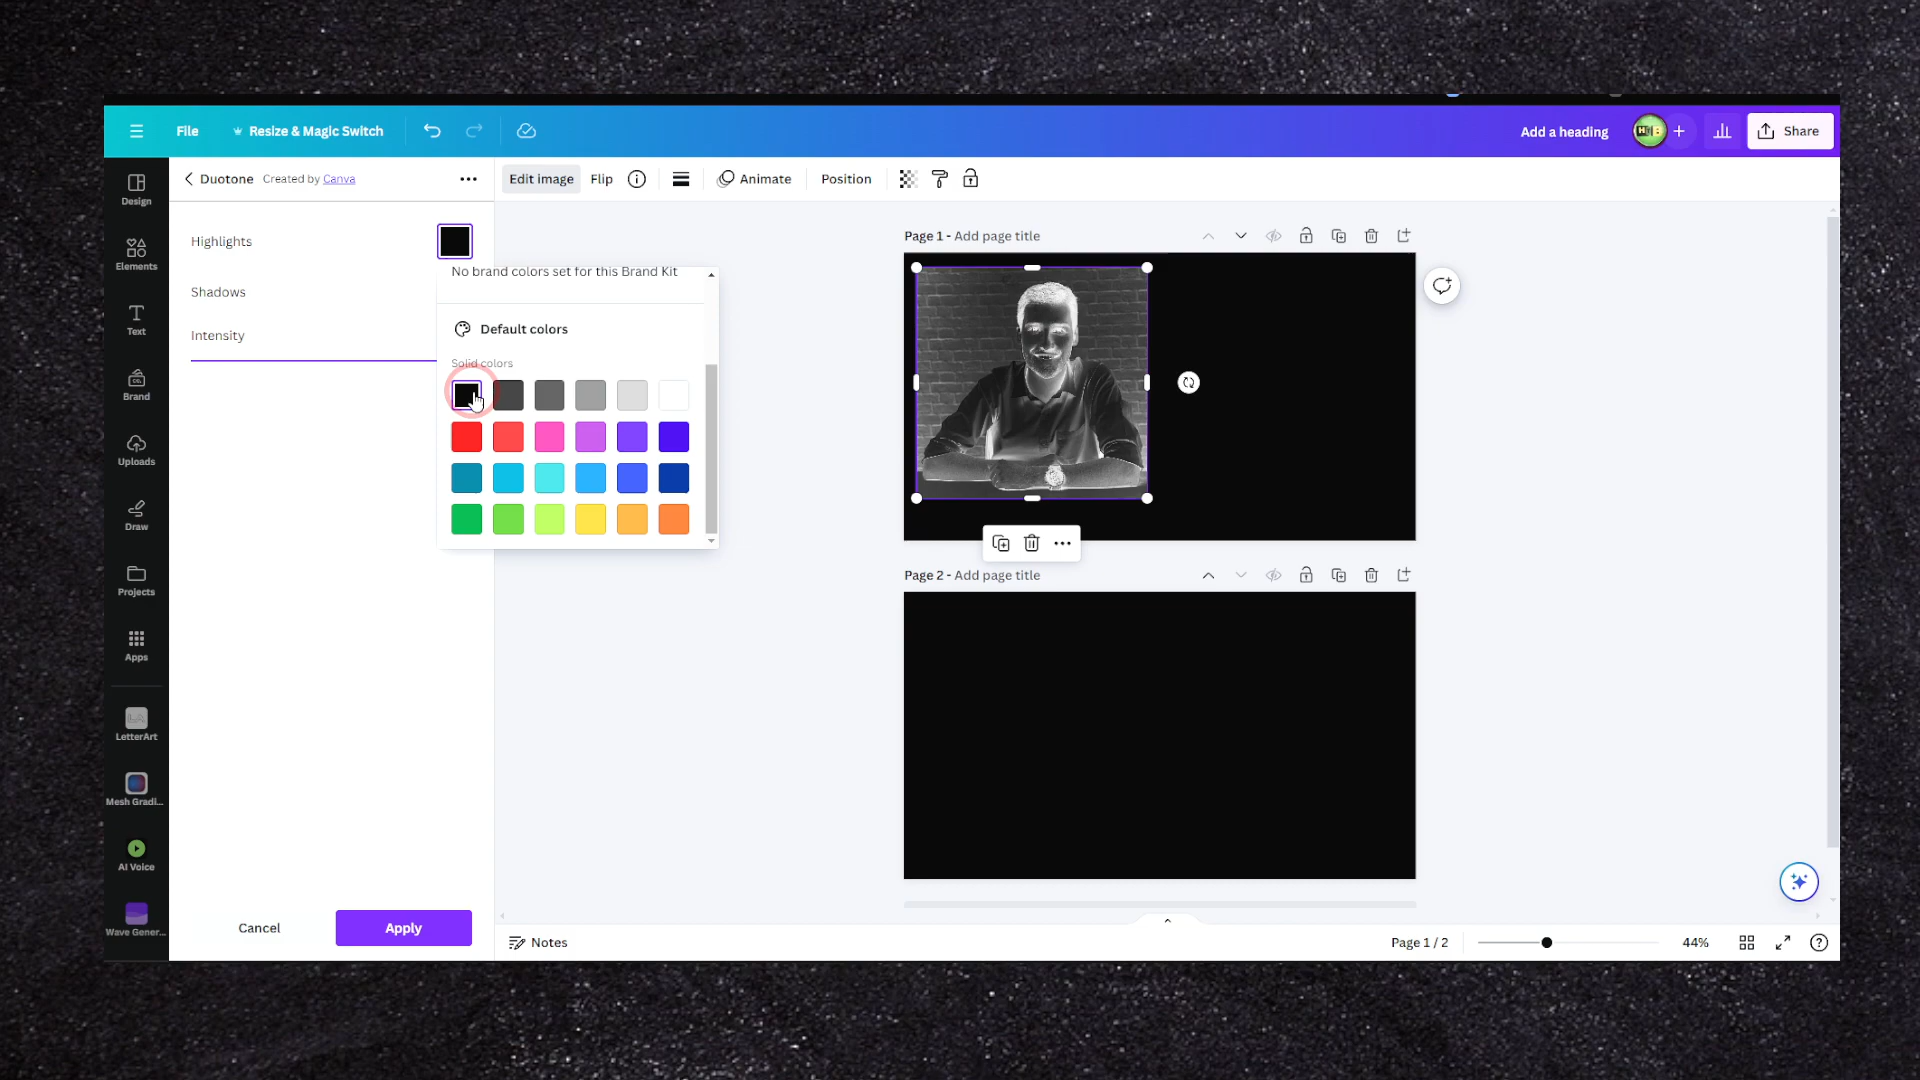 File
Resize & Magic Switch
Add a heading
Share
Design
Elements
Text
Brand
Uploads
Draw
Projects
Apps
LetterArt
Mesh Gradi...
AI Voice
Wave Gener...
Duotone Created by Canva
Highlights
Shadows
Intensity
No brand colors set for this Brand Kit
Default colors
Solid colors
Cancel
Apply
Edit image
Flip
Animate
Position
Page 1 - Add page title
Page 2 - Add page title
Notes
Page 1 / 2
44%